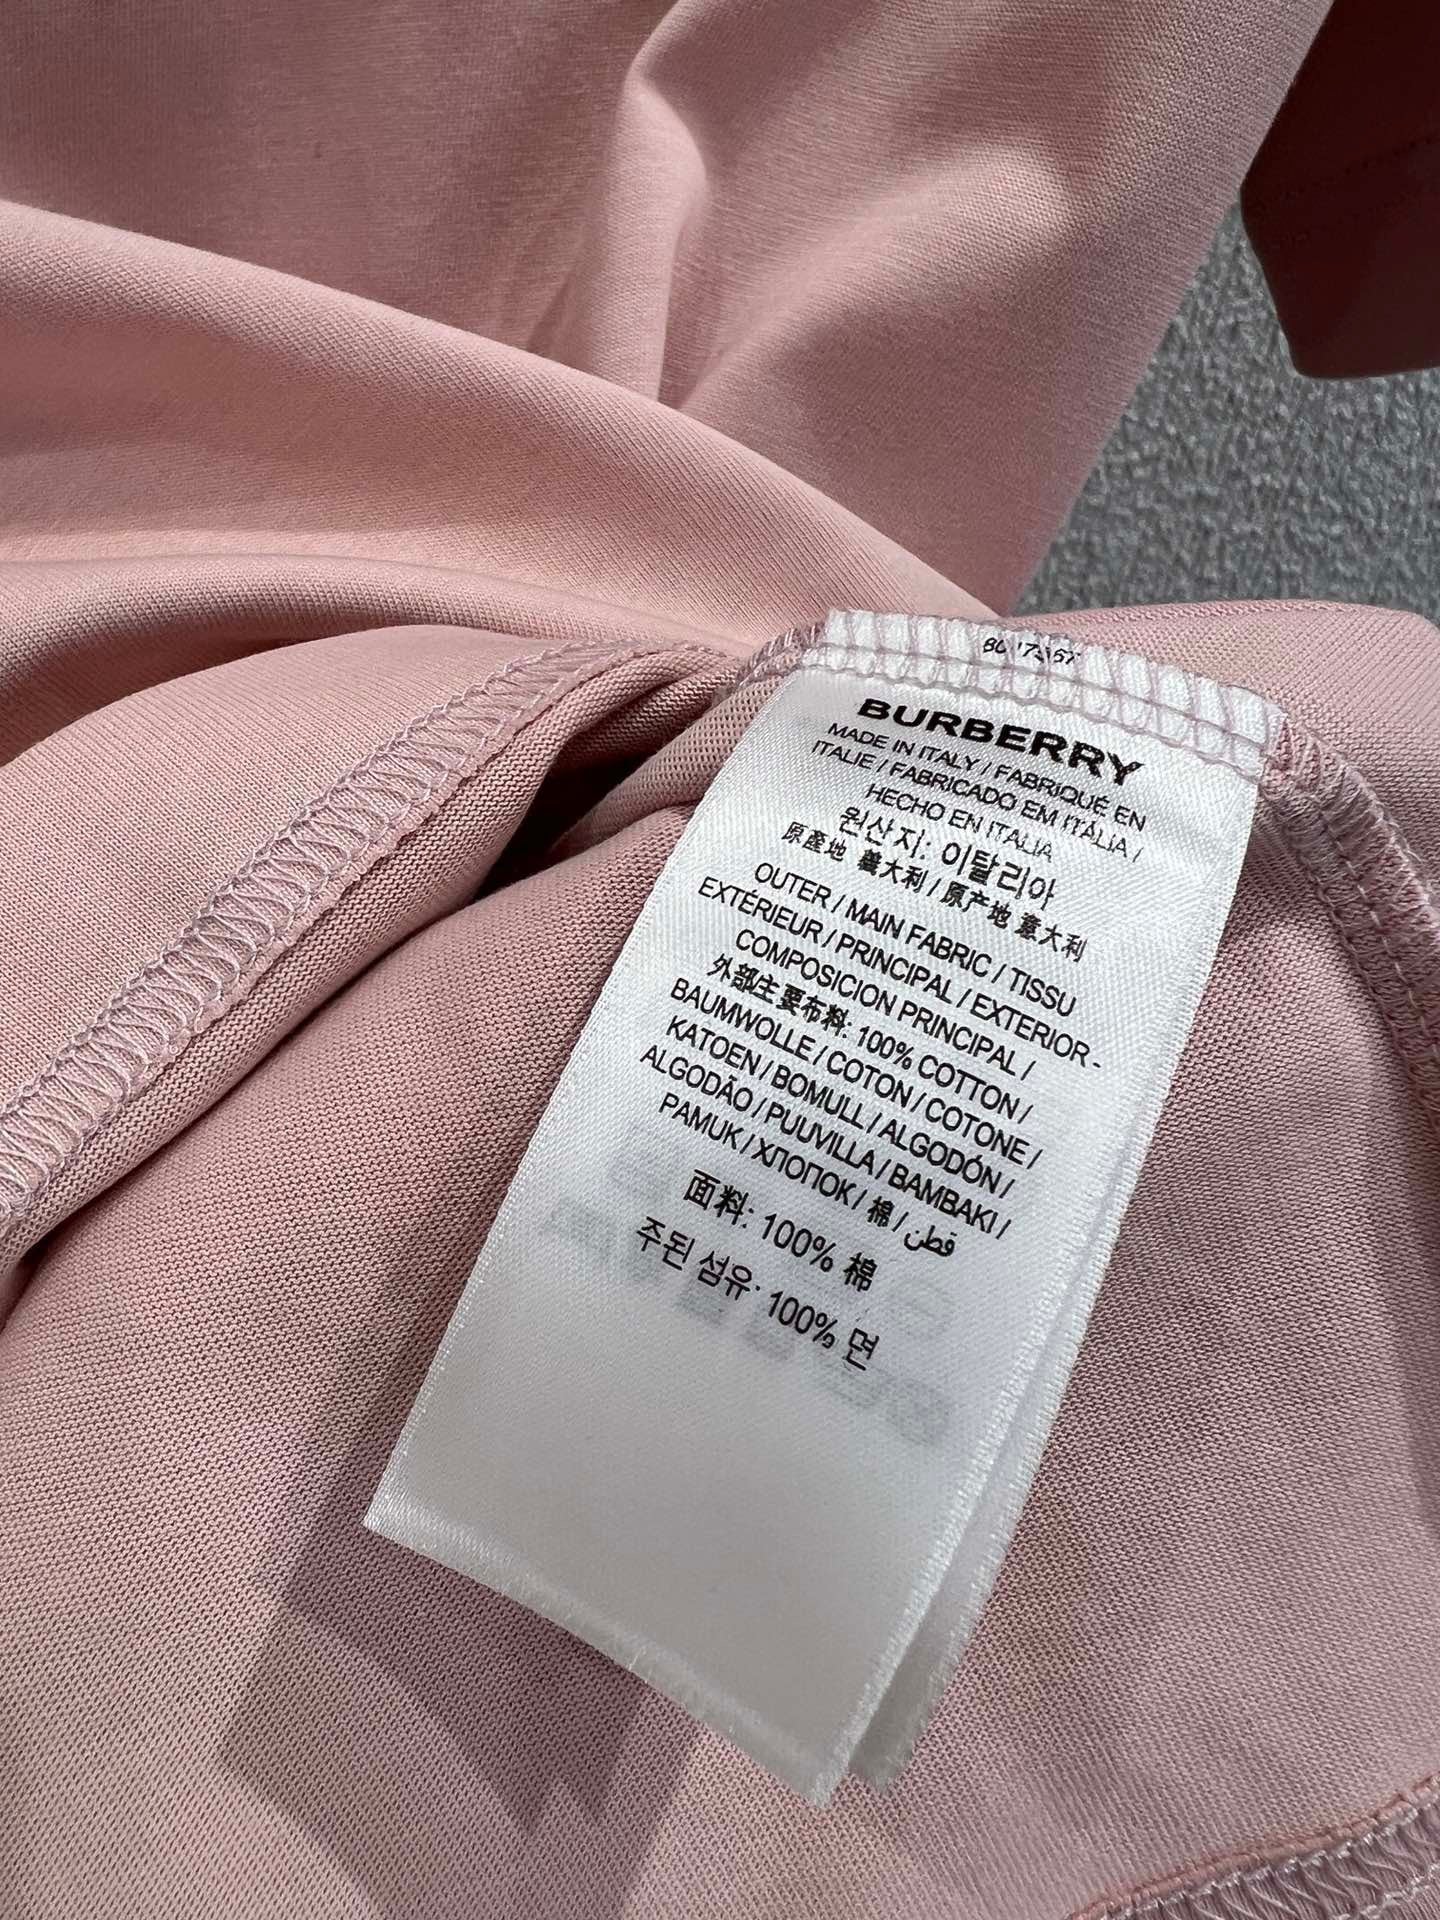 BURBERRY
MADE IN ITALY / FABRIQUÉ EN
ITALIE / FABRICADO EM ITÁLIA /
HECHO EN ITALIA
원산지: 이탈리아
原產地 義大利 / 原产地 意大利
OUTER / MAIN FABRIC / TISSU
EXTÉRIEUR / PRINCIPAL / EXTERIOR -
COMPOSICION PRINCIPAL /
外部主要布料: 100% COTTON /
BAUMWOLLE / COTON / COTONE /
KATOEN / BOMULL / ALGODÓN /
ALGODÃO / PUUVILLA / BAMBAKI /
PAMUK / ХЛОПОК / 棉 / قطن
面料: 100% 棉
주된 섬유: 100% 면